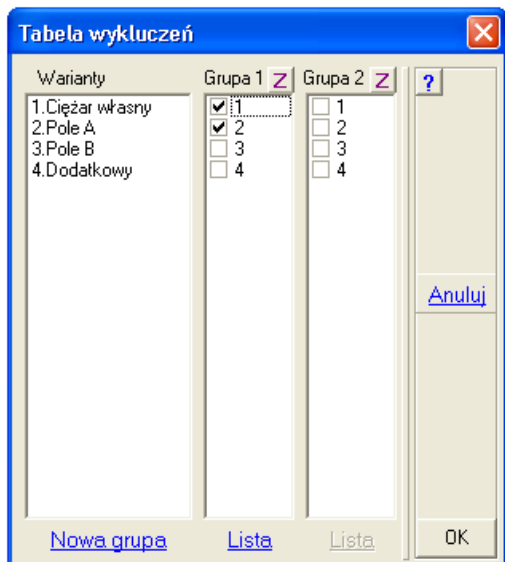 Tabela wykluczeń
Warianty Grupa 1 Z Grupa 2 Z ?
1.Ciężar własny 1 1
2.Pole A 2 2
3.Pole B 3 3
4.Dodatkowy 4 4
Anuluj
Nowa grupa Lista Lista OK